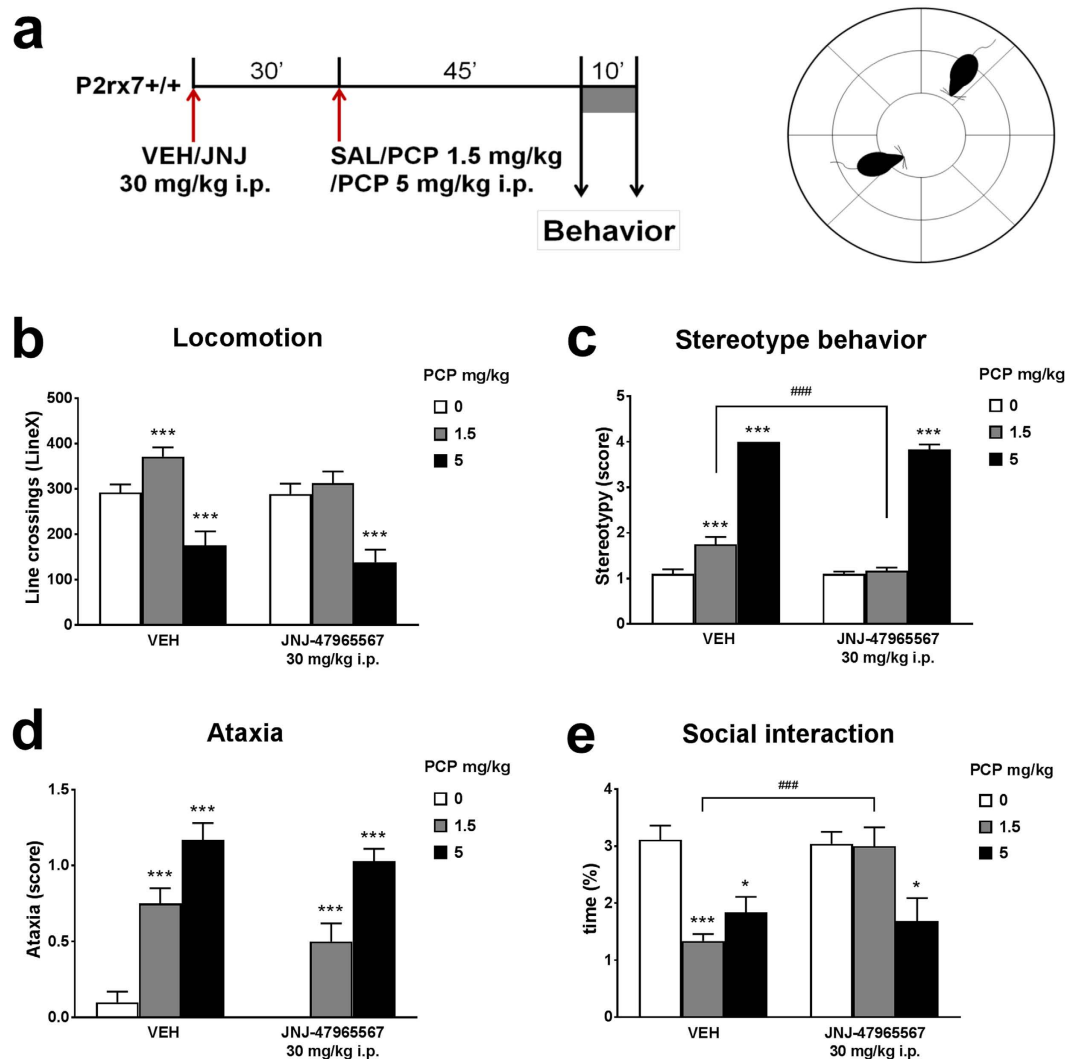 a
P2rx7+/+
30’
45’
10’
VEH/JNJ
30 mg/kg i.p.
SAL/PCP 1.5 mg/kg
/PCP 5 mg/kg i.p.
Behavior
b
Locomotion
Line crossings (LineX)
500
400
300
200
100
0
***
***
***
VEH
JNJ-47965567
30 mg/kg i.p.
PCP mg/kg
0
1.5
5
c
Stereotype behavior
Stereotypy (score)
5
4
3
2
1
0
###
***
***
***
VEH
JNJ-47965567
30 mg/kg i.p.
PCP mg/kg
0
1.5
5
d
Ataxia
Ataxia (score)
1.5
1.0
0.5
0.0
***
***
***
***
VEH
JNJ-47965567
30 mg/kg i.p.
PCP mg/kg
0
1.5
5
e
Social interaction
time (%)
4
3
2
1
0
###
***
*
*
VEH
JNJ-47965567
30 mg/kg i.p.
PCP mg/kg
0
1.5
5